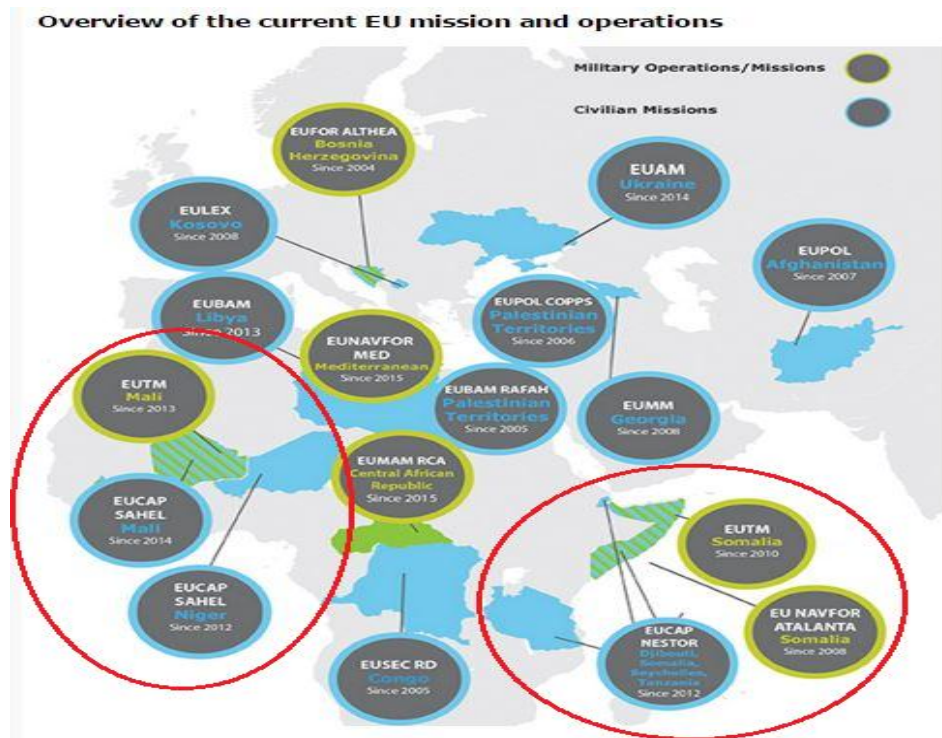 Overview of the current EU mission and operations
Military Operations/Missions
Civilian Missions
EUFOR ALTHEA
Bosnia
Herzegovina
Since 2004
EUAM
Ukraine
Since 2014
EULEX
Kosovo
Since 2008
EUPOL
Afghanistan
Since 2007
EUBAM
Libya
Since 2013
EUNAVFOR
MED
Mediterranean
Since 2015
EUPOL COPPS
Palestinian
Territories
Since 2006
EUTM
Mali
Since 2013
EUBAM RAFAH
Palestinian
Territories
Since 2005
EUMM
Georgia
Since 2008
EUMAM RCA
Central African
Republic
Since 2015
EUCAP
SAHEL
Mali
Since 2014
EUTM
Somalia
Since 2010
EUCAP
SAHEL
Niger
Since 2012
EU NAVFOR
ATALANTA
Somalia
Since 2008
EUSEC RD
Congo
Since 2005
EUCAP
NESTOR
Djibouti,
Somalia,
Seychelles,
Tanzania
Since 2012